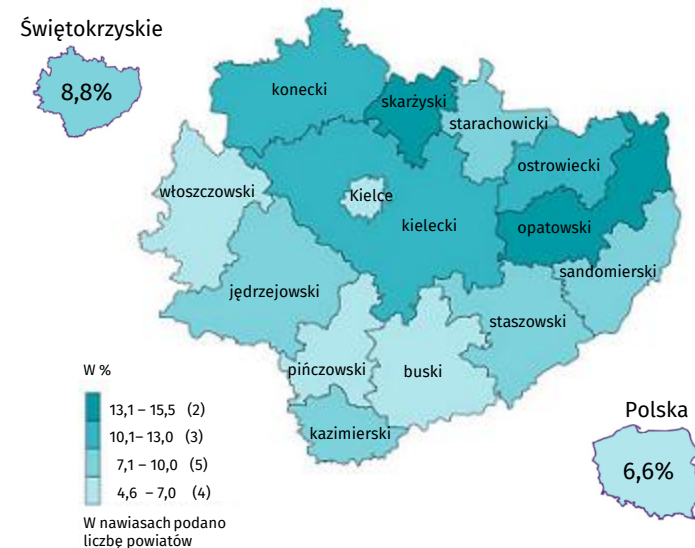 Świętokrzyskie
8,8%
konecki
skarżyski
starachowicki
ostrowiecki
włoszczowski
Kielce
kielecki
opatowski
sandomierski
jędrzejowski
staszowski
pińczowski
buski
kazimierski
W %
13,1 – 15,5 (2)
10,1– 13,0 (3)
7,1 – 10,0 (5)
4,6 – 7,0 (4)
W nawiasach podano
liczbę powiatów
Polska
6,6%